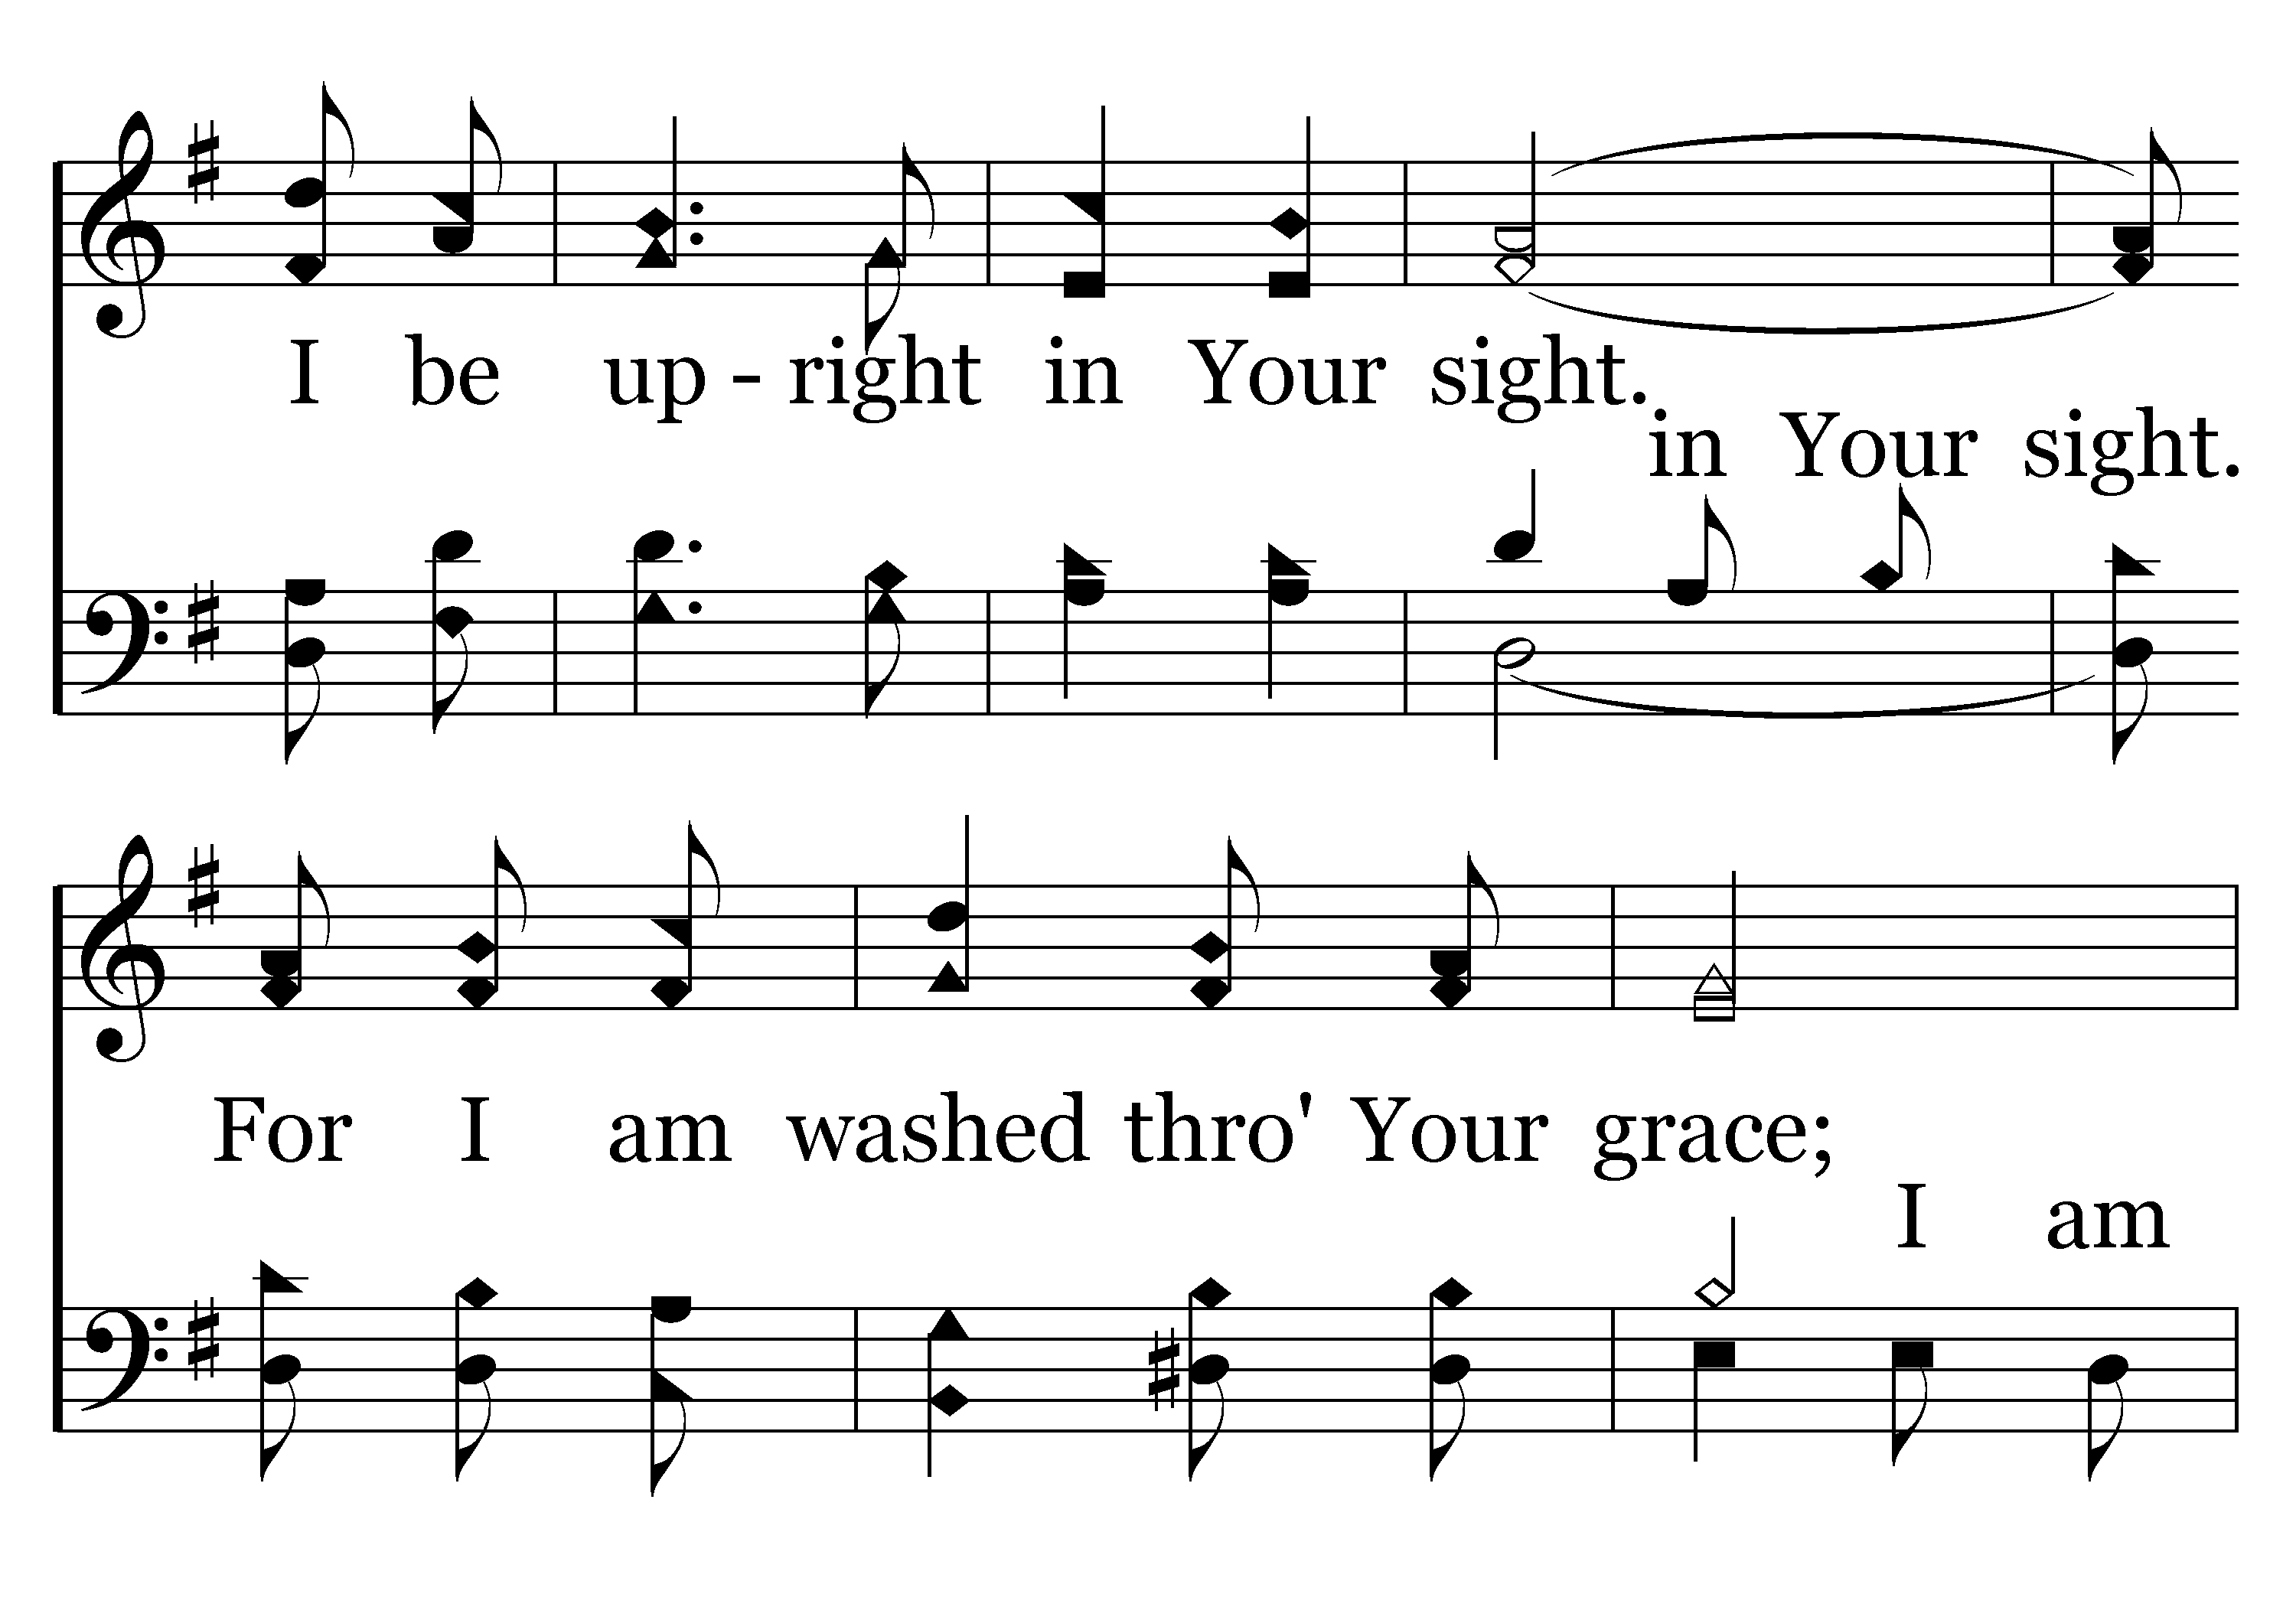 I be up - right in Your sight.
in Your sight.
For I am washed thro' Your grace;
I am